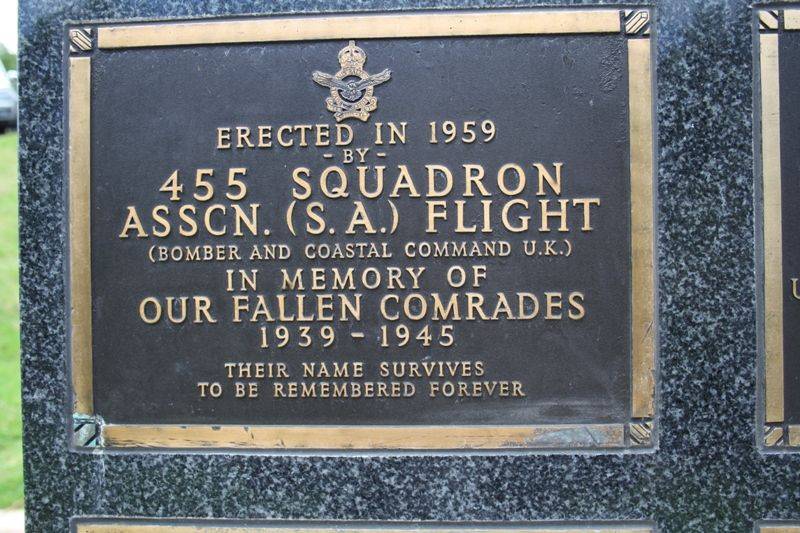 ERECTED IN 1959
- BY -
455 SQUADRON
ASSCN. (S.A.) FLIGHT
(BOMBER AND COASTAL COMMAND U.K.)
IN MEMORY OF
OUR FALLEN COMRADES
1939 - 1945
THEIR NAME SURVIVES
TO BE REMEMBERED FOREVER